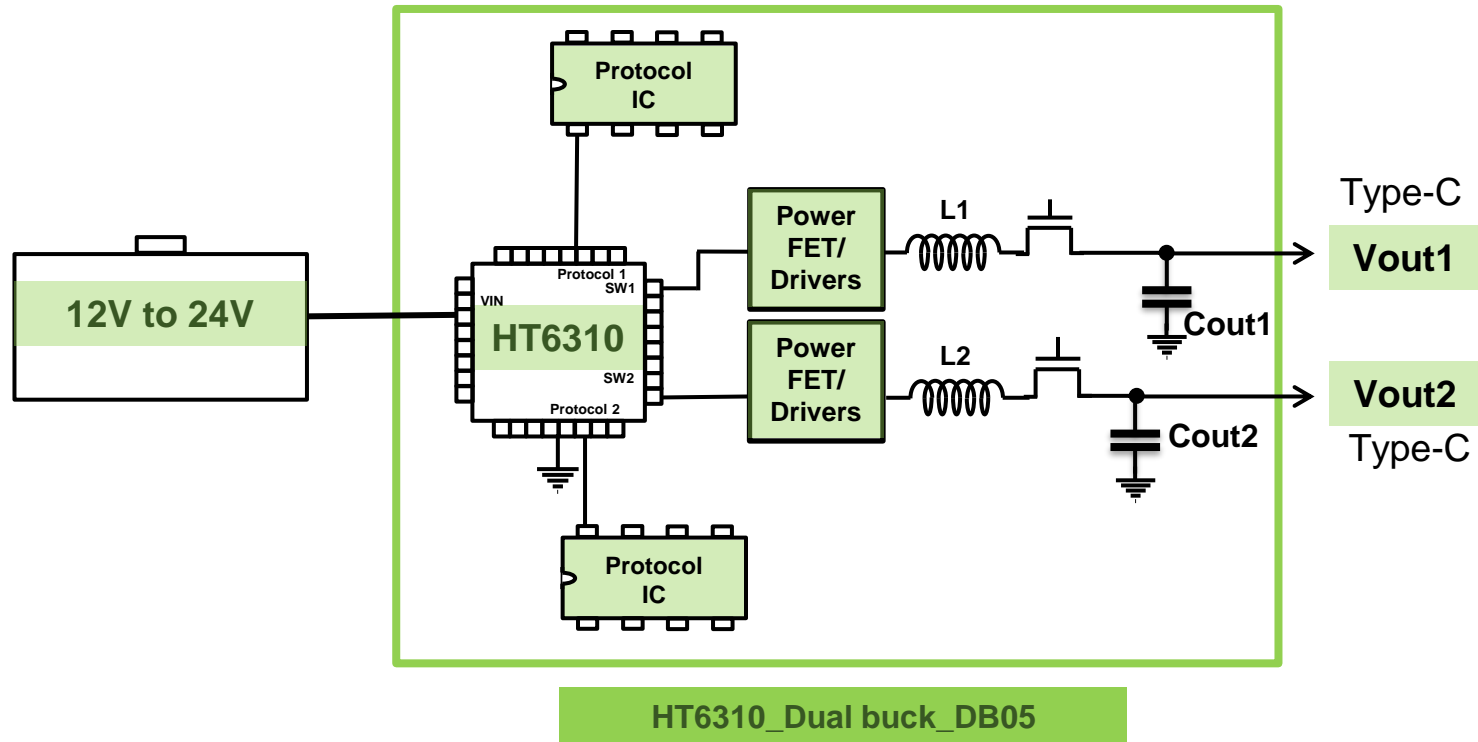 Protocol
IC
Type-C
Power
FET/
Drivers
L1
Vout1
Protocol 1
SW1
VIN
12V to 24V
HT6310
Cout1
Power
FET/
Drivers
L2
SW2
Protocol 2
Vout2
Cout2
Type-C
Protocol
IC
HT6310_Dual buck_DB05